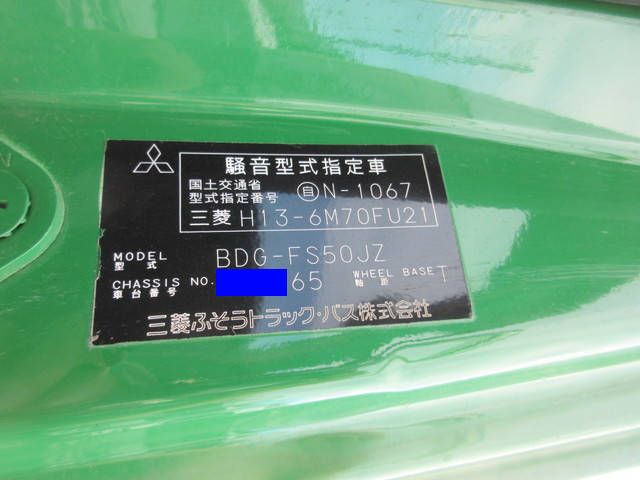 騒音型式指定車
国土交通省
型式指定番号 自N-1067
三菱 H13-6M70FU21
MODEL BDG-FS50JZ
型式
CHASSIS NO. 65 WHEEL BASE T
車台番号 軸距
三菱ふそうトラック・バス株式会社